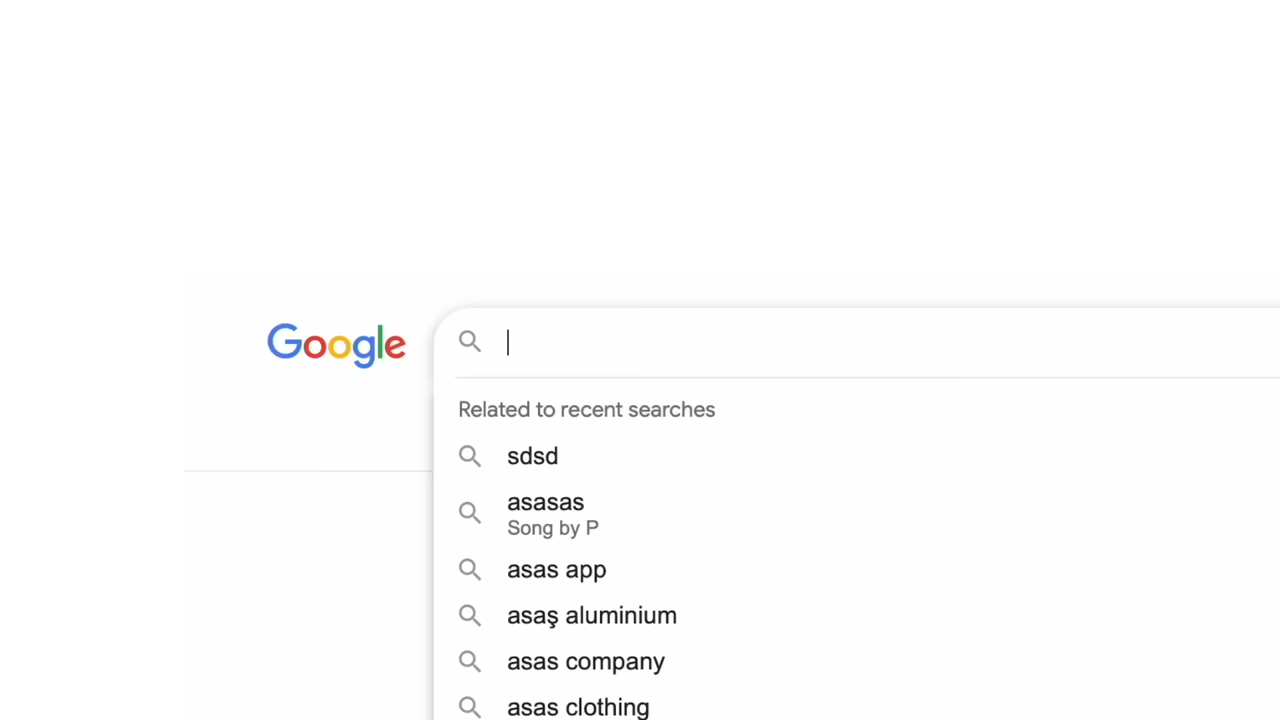 Google
Related to recent searches
sdsd
asasas
Song by P
asas app
asaş aluminium
asas company
asas clothing